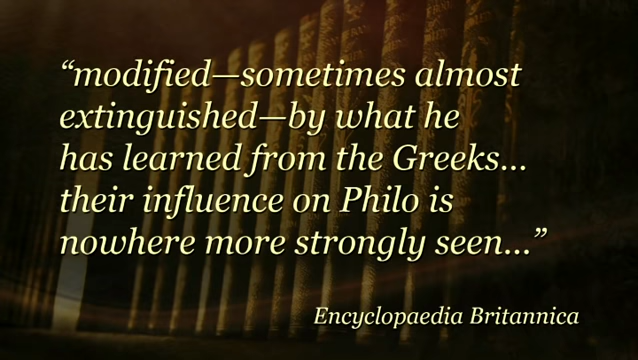 “modified—sometimes almost
extinguished—by what he
has learned from the Greeks...
their influence on Philo is
nowhere more strongly seen...”
Encyclopaedia Britannica